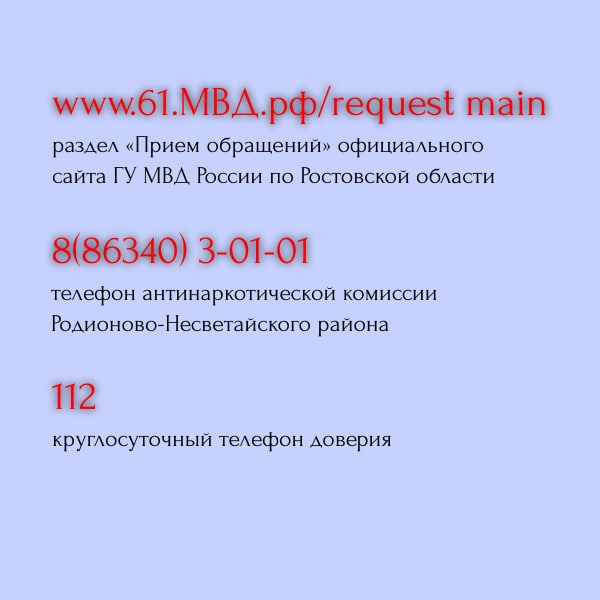 www.61.МВД.рф/request main
раздел «Прием обращений» официального
сайта ГУ МВД России по Ростовской области
8(86340) 3-01-01
телефон антинаркотической комиссии
Родионово-Несветайского района
112
круглосуточный телефон доверия